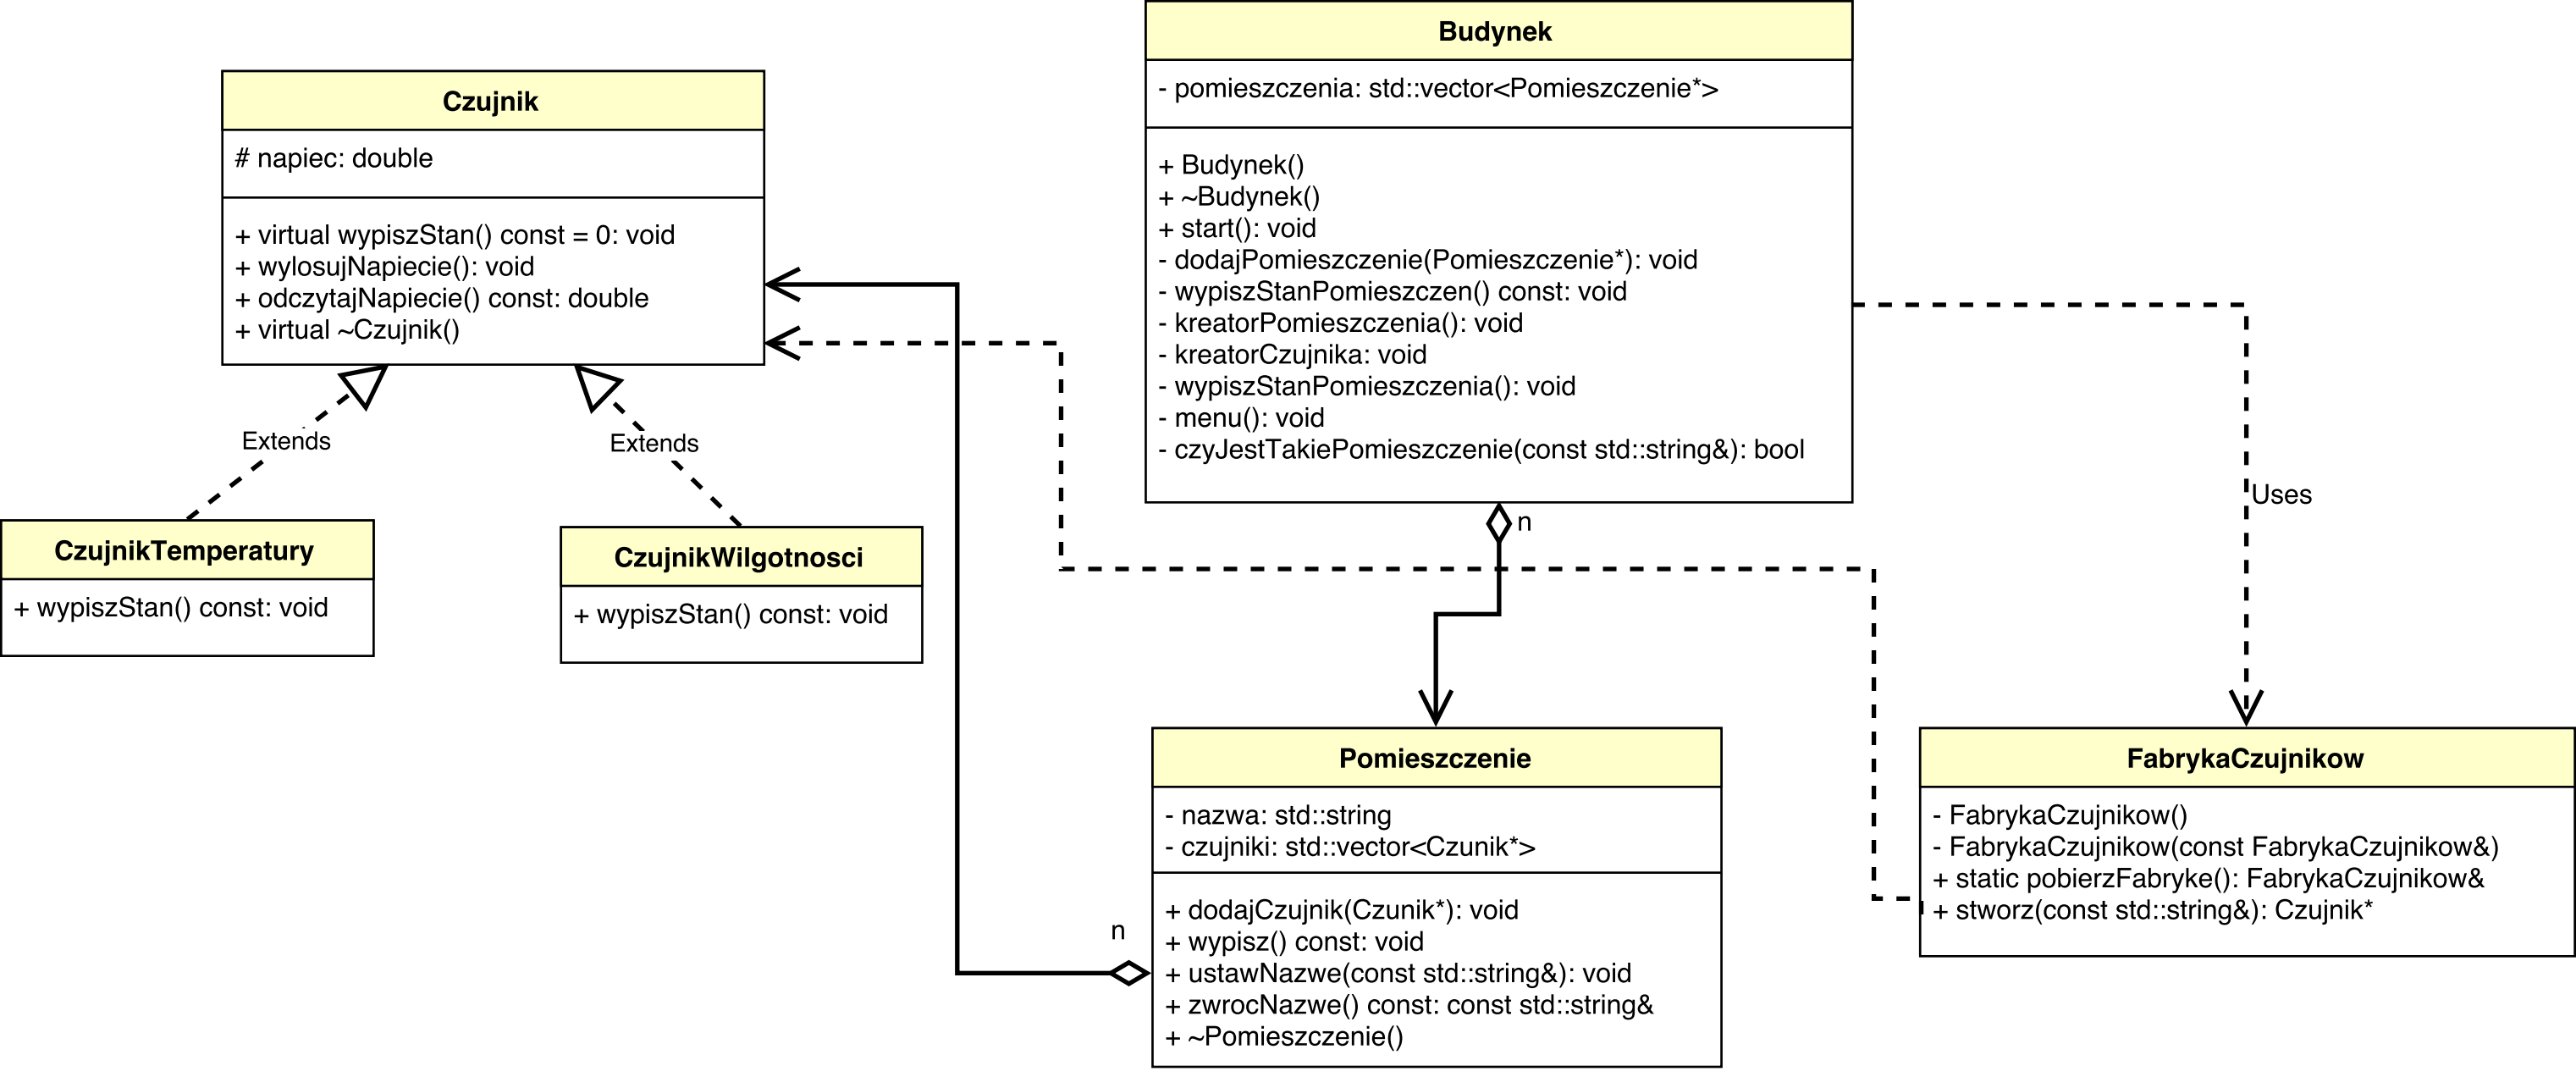 Czujnik
# napiec: double
+ virtual wypiszStan() const = 0: void
+ wylosujNapiecie(): void
+ odczytajNapiecie() const: double
+ virtual ~Czujnik()
Extends
Extends
CzujnikTemperatury
+ wypiszStan() const: void
CzujnikWilgotnosci
+ wypiszStan() const: void
Budynek
- pomieszczenia: std::vector<Pomieszczenie*>
+ Budynek()
+ ~Budynek()
+ start(): void
- dodajPomieszczenie(Pomieszczenie*): void
- wypiszStanPomieszczen() const: void
- kreatorPomieszczenia(): void
- kreatorCzujnika: void
- wypiszStanPomieszczenia(): void
- menu(): void
- czyJestTakiePomieszczenie(const std::string&): bool
n
Uses
Pomieszczenie
- nazwa: std::string
- czujniki: std::vector<Czunik*>
+ dodajCzujnik(Czunik*): void
+ wypisz() const: void
+ ustawNazwe(const std::string&): void
+ zwrocNazwe() const: const std::string&
+ ~Pomieszczenie()
n
FabrykaCzujnikow
- FabrykaCzujnikow()
- FabrykaCzujnikow(const FabrykaCzujnikow&)
+ static pobierzFabryke(): FabrykaCzujnikow&
+ stworz(const std::string&): Czujnik*